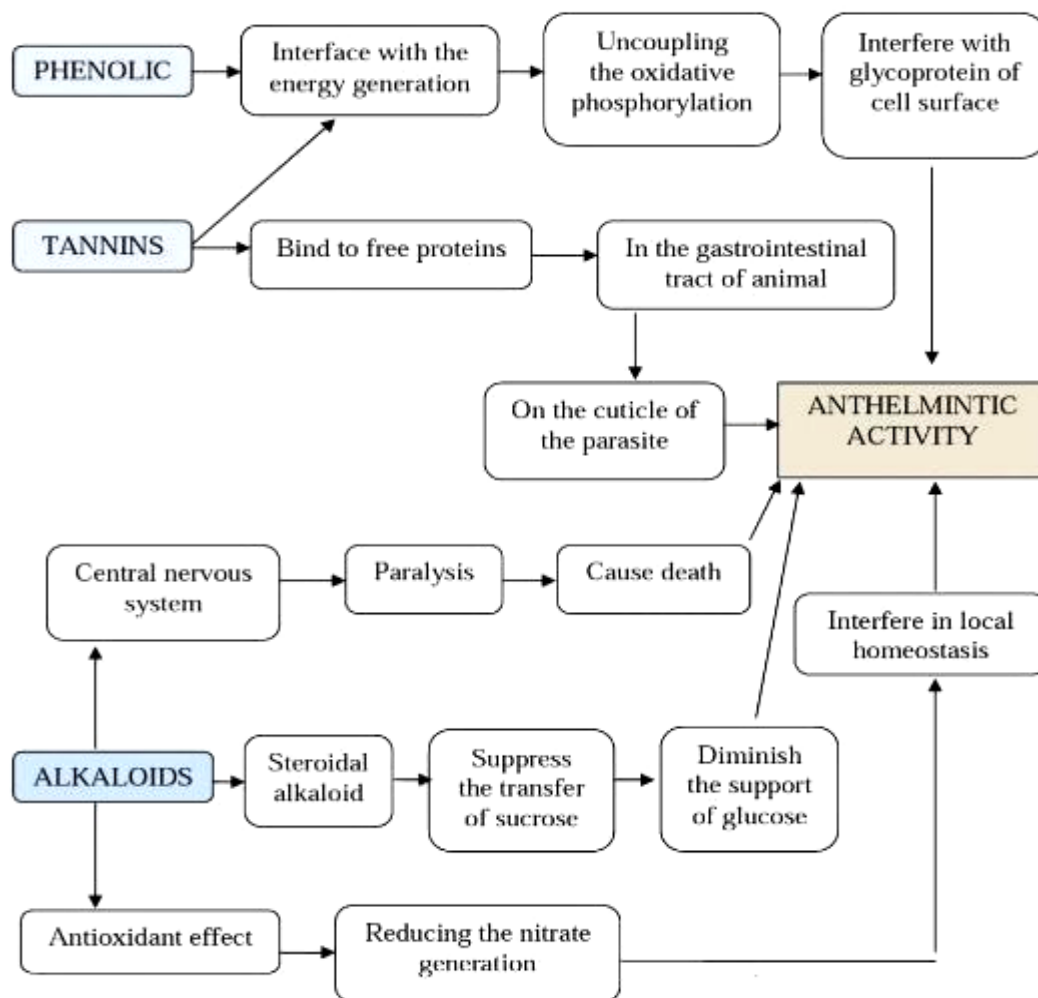 PHENOLIC
Interface with the
energy generation
Uncoupling
the oxidative
phosphorylation
Interfere with
glycoprotein of
cell surface
TANNINS
Bind to free proteins
In the gastrointestinal
tract of animal
On the cuticle of
the parasite
ANTHELMINTIC
ACTIVITY
Central nervous
system
Paralysis
Cause death
Interfere in local
homeostasis
ALKALOIDS
Steroidal
alkaloid
Suppress
the transfer
of sucrose
Diminish
the support
of glucose
Antioxidant effect
Reducing the nitrate
generation